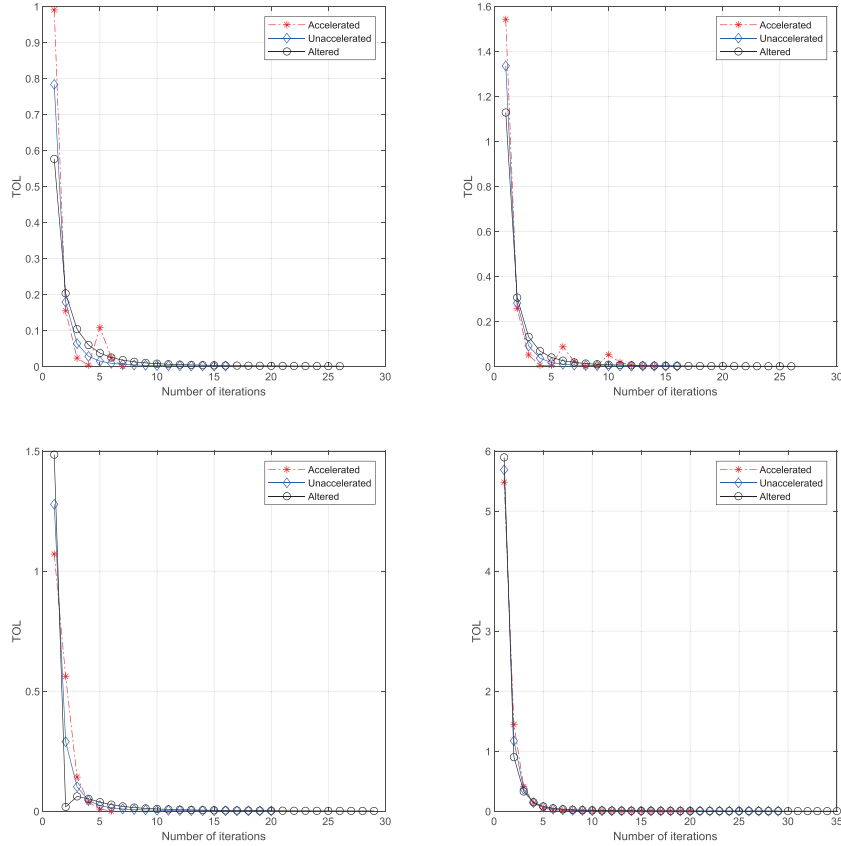 1
0.9
0.8
0.7
0.6
0.5
0.4
0.3
0.2
0.1
0
TOL
0 5 10 15 20 25 30
Number of iterations
Accelerated
Unaccelerated
Altered
1.6
1.4
1.2
1
0.8
0.6
0.4
0.2
0
TOL
0 5 10 15 20 25 30
Number of iterations
Accelerated
Unaccelerated
Altered
1.5
1
0.5
0
TOL
0 5 10 15 20 25 30
Number of iterations
Accelerated
Unaccelerated
Altered
6
5
4
3
2
1
0
TOL
0 5 10 15 20 25 30 35
Number of iterations
Accelerated
Unaccelerated
Altered